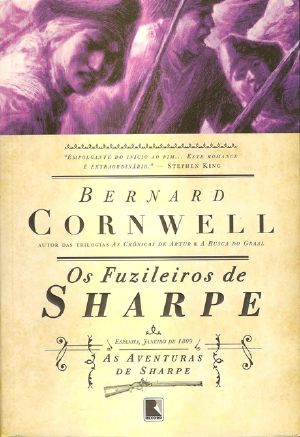 "EMPOLGANTE DO INÍCIO AO FIM... ESTE ROMANCE
É EXTRAORDINÁRIO." — STEPHEN KING
BERNARD
CORNWELL
AUTOR DAS TRILOGIAS AS CRÔNICAS DE ARTUR E A BUSCA DO GRAAL
Os Fuzileiros de
SHARPE
ESPANHA, JANEIRO DE 1809
AS AVENTURAS
DE SHARPE
R
RECORD